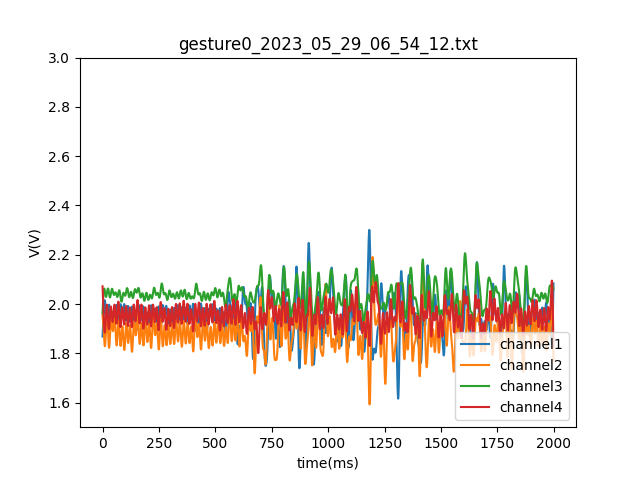 gesture0_2023_05_29_06_54_12.txt
3.0
2.8
2.6
2.4
2.2
2.0
1.8
1.6
V(V)
channel1
channel2
channel3
channel4
0 250 500 750 1000 1250 1500 1750 2000
time(ms)